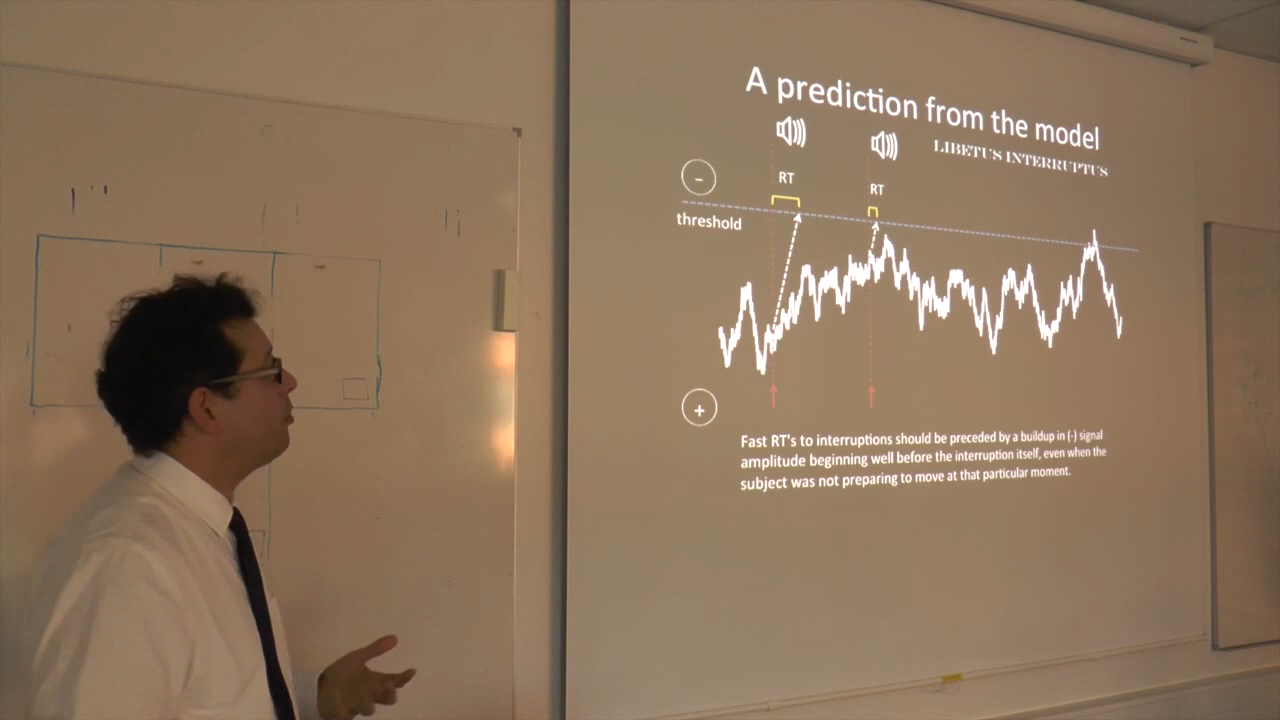 A prediction from the model
LIBETUS INTERRUPTUS
RT
RT
-
threshold
+
Fast RT's to interruptions should be preceded by a buildup in (-) signal
amplitude beginning well before the interruption itself, even when the
subject was not preparing to move at that particular moment.